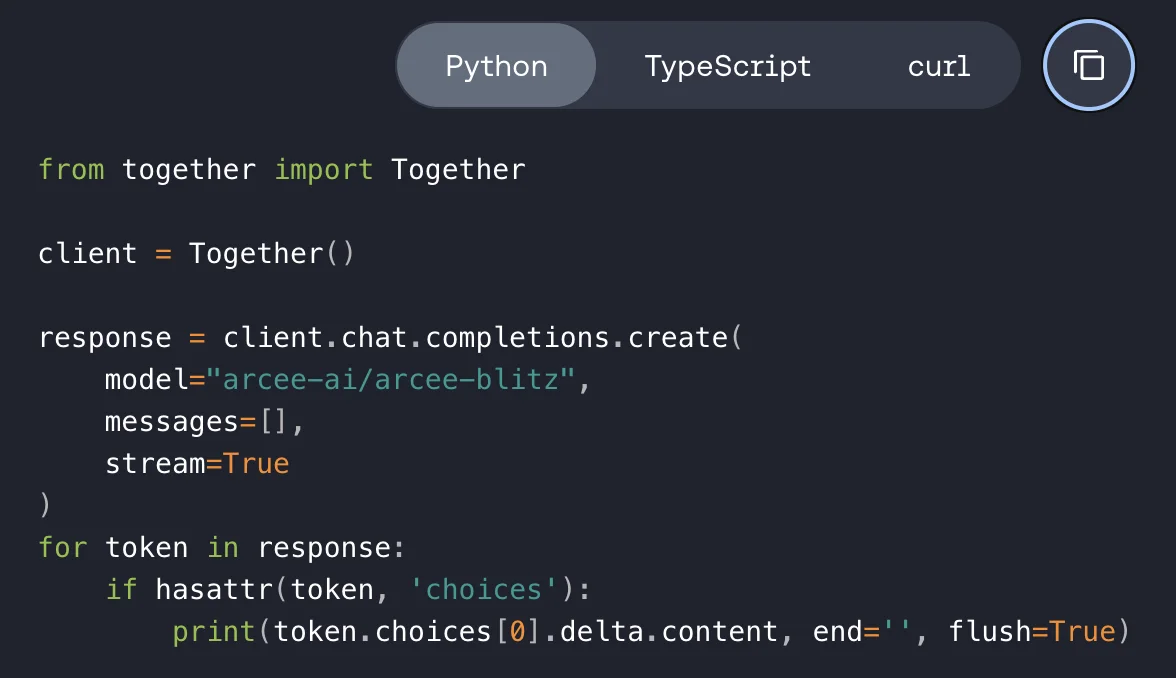 Python TypeScript curl
from together import Together
client = Together()
response = client.chat.completions.create(
    model="arcee-ai/arcee-blitz",
    messages=[],
    stream=True
)
for token in response:
    if hasattr(token, 'choices'):
        print(token.choices[0].delta.content, end='', flush=True)